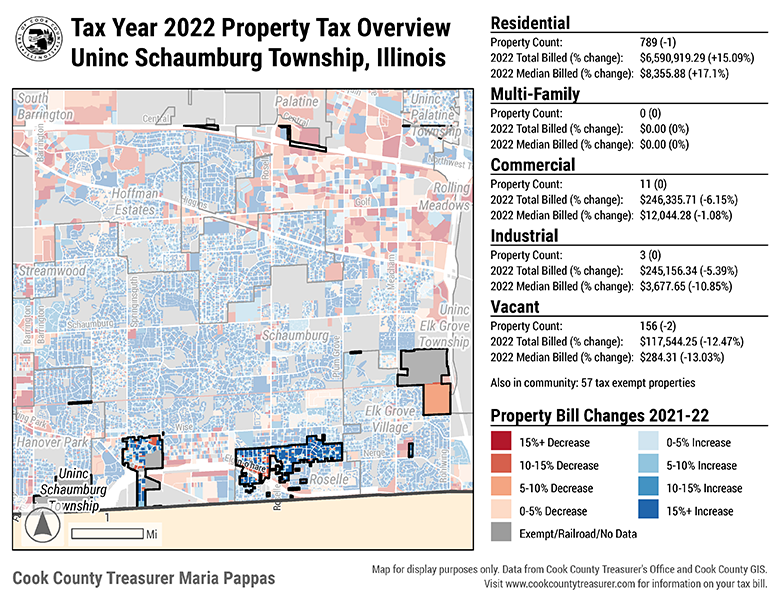 Tax Year 2022 Property Tax Overview
Uninc Schaumburg Township, Illinois
Residential
Property Count: 789 (-1)
2022 Total Billed (% change): $6,590,919.29 (+15.09%)
2022 Median Billed (% change): $8,355.88 (+17.1%)
Multi-Family
Property Count: 0 (0)
2022 Total Billed (% change): $0.00 (0%)
2022 Median Billed (% change): $0.00 (0%)
Commercial
Property Count: 11 (0)
2022 Total Billed (% change): $246,335.71 (-6.15%)
2022 Median Billed (% change): $12,044.28 (-1.08%)
Industrial
Property Count: 3 (0)
2022 Total Billed (% change): $245,156.34 (-5.39%)
2022 Median Billed (% change): $3,677.65 (-10.85%)
Vacant
Property Count: 156 (-2)
2022 Total Billed (% change): $117,544.25 (-12.47%)
2022 Median Billed (% change): $284.31 (-13.03%)
Also in community: 57 tax exempt properties
Property Bill Changes 2021-22
15%+ Decrease
10-15% Decrease
5-10% Decrease
0-5% Decrease
Exempt/Railroad/No Data
0-5% Increase
5-10% Increase
10-15% Increase
15%+ Increase
South
Barrington
Central
Palatine
Central
Uninc
Palatine
Township
Northwest T
Barrington
Hoffman
Estates
Higgins
Golf
Rolling
Meadows
Streamwood
Springinsguth
Meacham
Schaumburg
Barrington
Barrington
Schaumburg
Uninc
Elk Grove
Township
Elk Grove
Village
Hanover Park
Wise
Nerge
Roselle
Uninc
Schaumburg
Township
1
Mi
Cook County Treasurer Maria Pappas
Map for display purposes only. Data from Cook County Treasurer's Office and Cook County GIS.
Visit www.cookcountytreasurer.com for information on your tax bill.